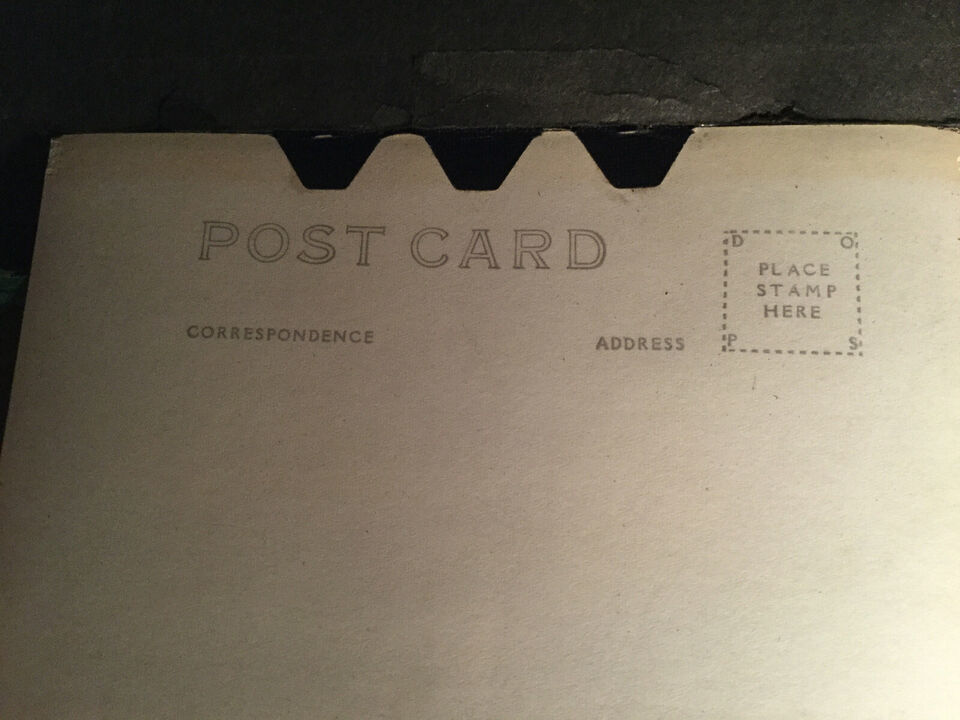 POST CARD
CORRESPONDENCE
ADDRESS
D O
PLACE
STAMP
HERE
P S